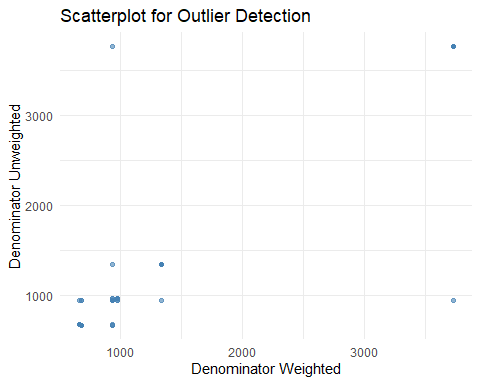 Scatterplot for Outlier Detection
Denominator Unweighted
3000
2000
1000
1000 2000 3000
Denominator Weighted